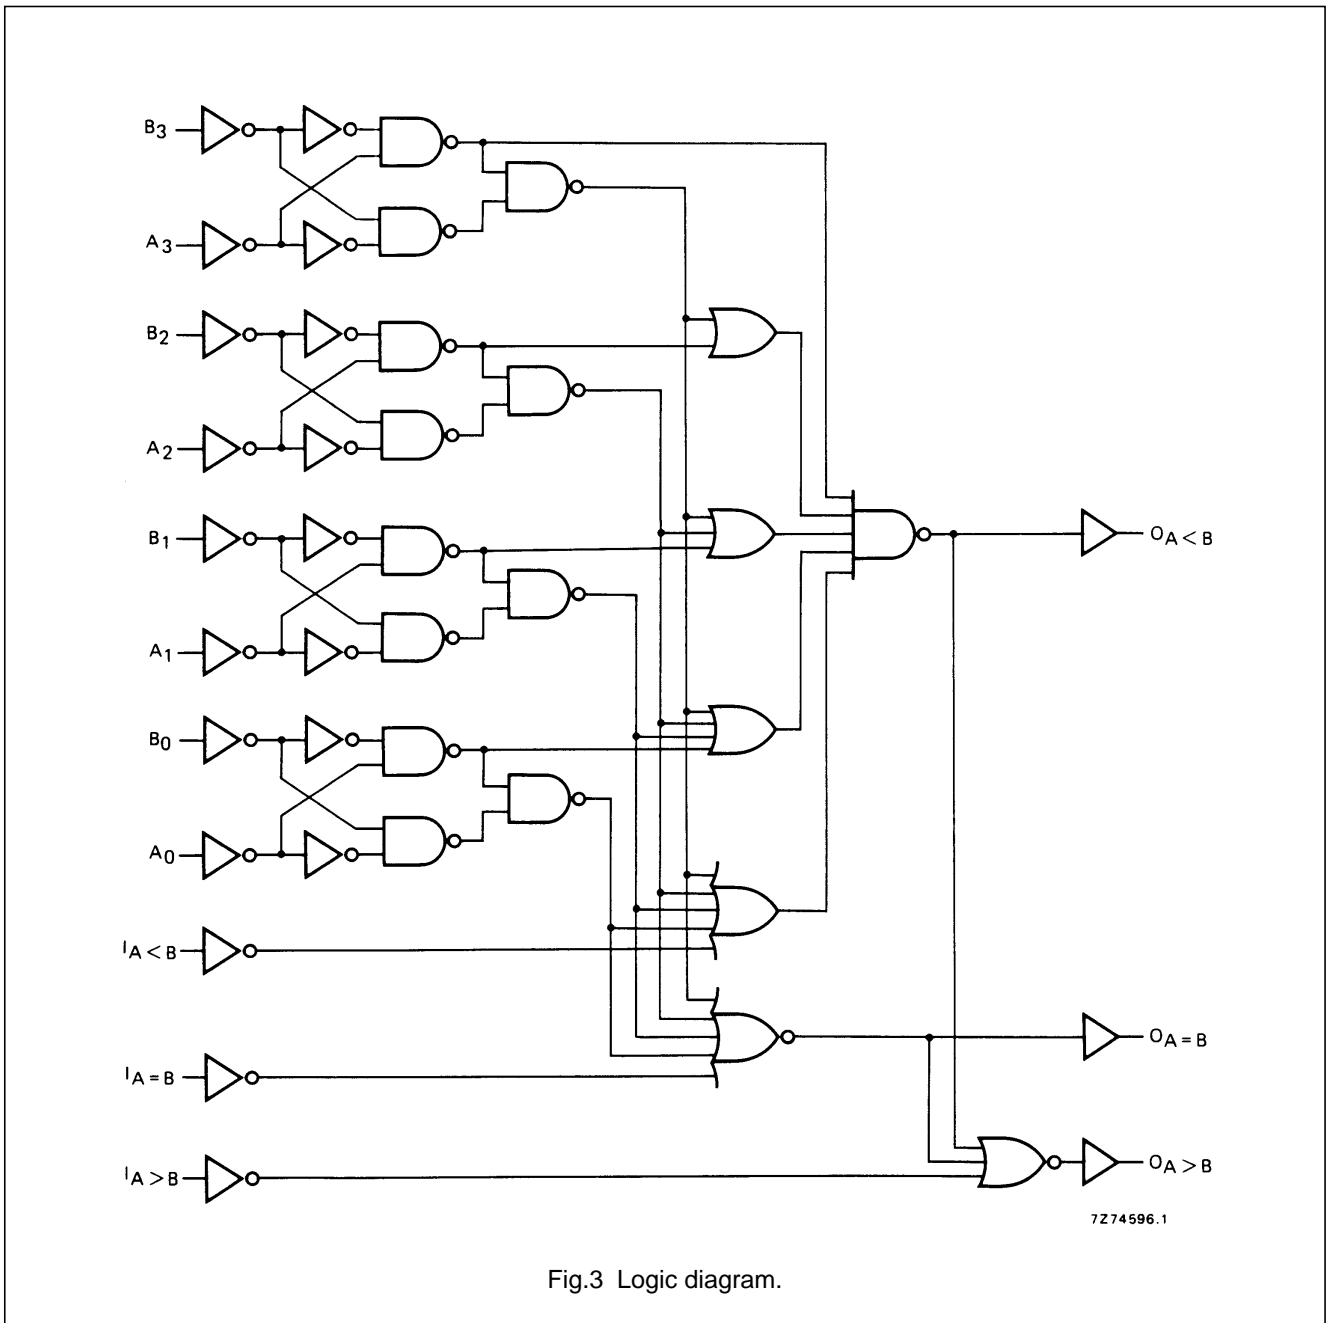 B3
A3
B2
A2
B1
A1
B0
A0
IA<B
IA=B
IA>B
OA<B
OA=B
OA>B
7Z74596.1
Fig.3 Logic diagram.